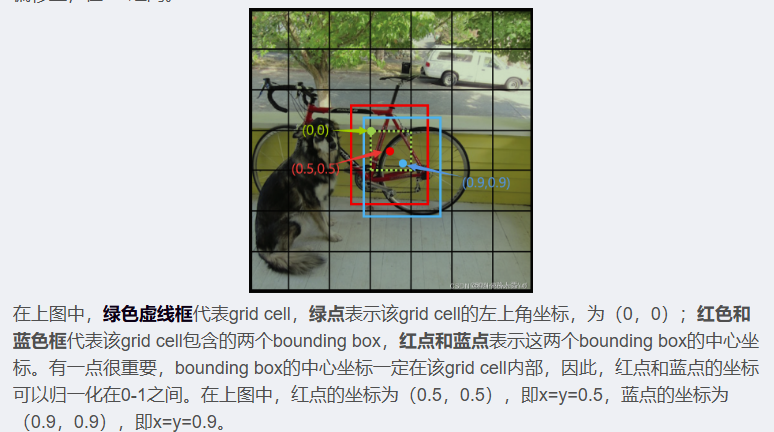 (0,0)
(0.5,0.5)
(0.9,0.9)
在上图中，绿色虚线框代表grid cell，绿点表示该grid cell的左上角坐标，为（0，0）；红色和
蓝色框代表该grid cell包含的两个bounding box，红点和蓝点表示这两个bounding box的中心坐
标。有一点很重要，bounding box的中心坐标一定在该grid cell内部，因此，红点和蓝点的坐标
可以归一化在0-1之间。在上图中，红点的坐标为（0.5，0.5），即x=y=0.5，蓝点的坐标为
（0.9，0.9），即x=y=0.9。